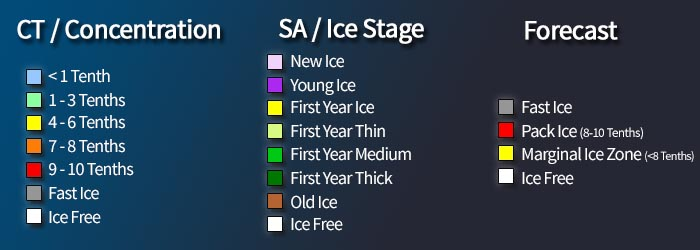 CT / Concentration
< 1 Tenth
1 - 3 Tenths
4 - 6 Tenths
7 - 8 Tenths
9 - 10 Tenths
Fast Ice
Ice Free
SA / Ice Stage
New Ice
Young Ice
First Year Ice
First Year Thin
First Year Medium
First Year Thick
Old Ice
Ice Free
Forecast
Fast Ice
Pack Ice (8-10 Tenths)
Marginal Ice Zone (<8 Tenths)
Ice Free